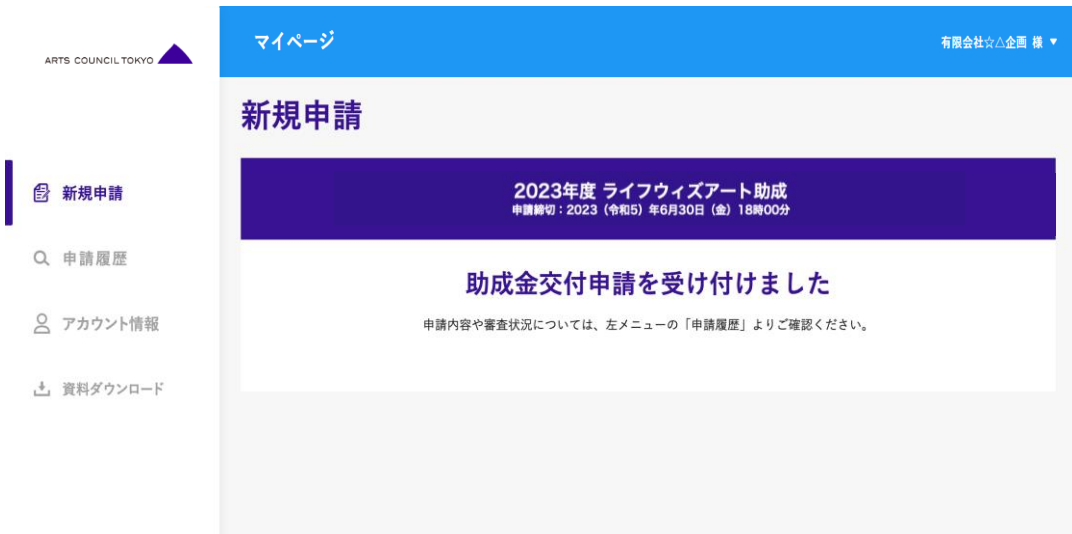 ARTS COUNCIL TOKYO
マイページ
有限会社☆△企画 様 ▼
新規申請
新規申請
申請履歴
アカウント情報
資料ダウンロード
2023年度 ライフウィズアート助成
申請締切：2023（令和5）年6月30日（金）18時00分
助成金交付申請を受け付けました
申請内容や審査状況については、左メニューの「申請履歴」よりご確認ください。